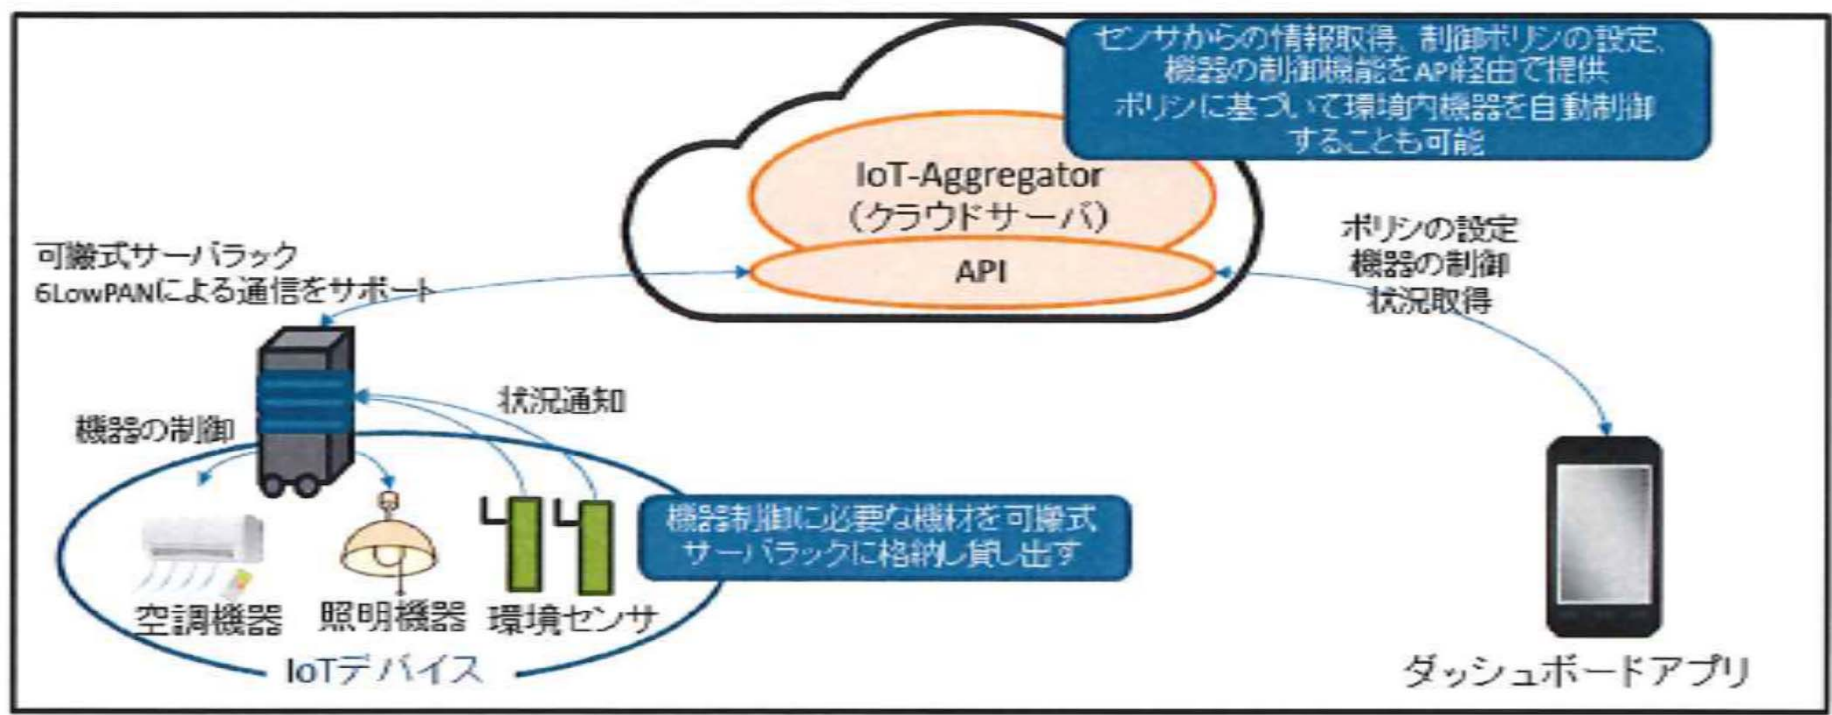 センサからの情報取得、制御ポリシの設定、
機器の制御機能をAPI経由で提供
ポリシに基づいて環境内機器を自動制御
することも可能
IoT-Aggregator
（クラウドサーバ）
API
可搬式サーバラック
6LowPANによる通信をサポート
ポリシの設定
機器の制御
状況取得
状況通知
機器の制御
機器制御に必要な機材を可搬式
サーバラックに格納し貸し出す
空調機器
照明機器
環境センサ
IoTデバイス
ダッシュボードアプリ